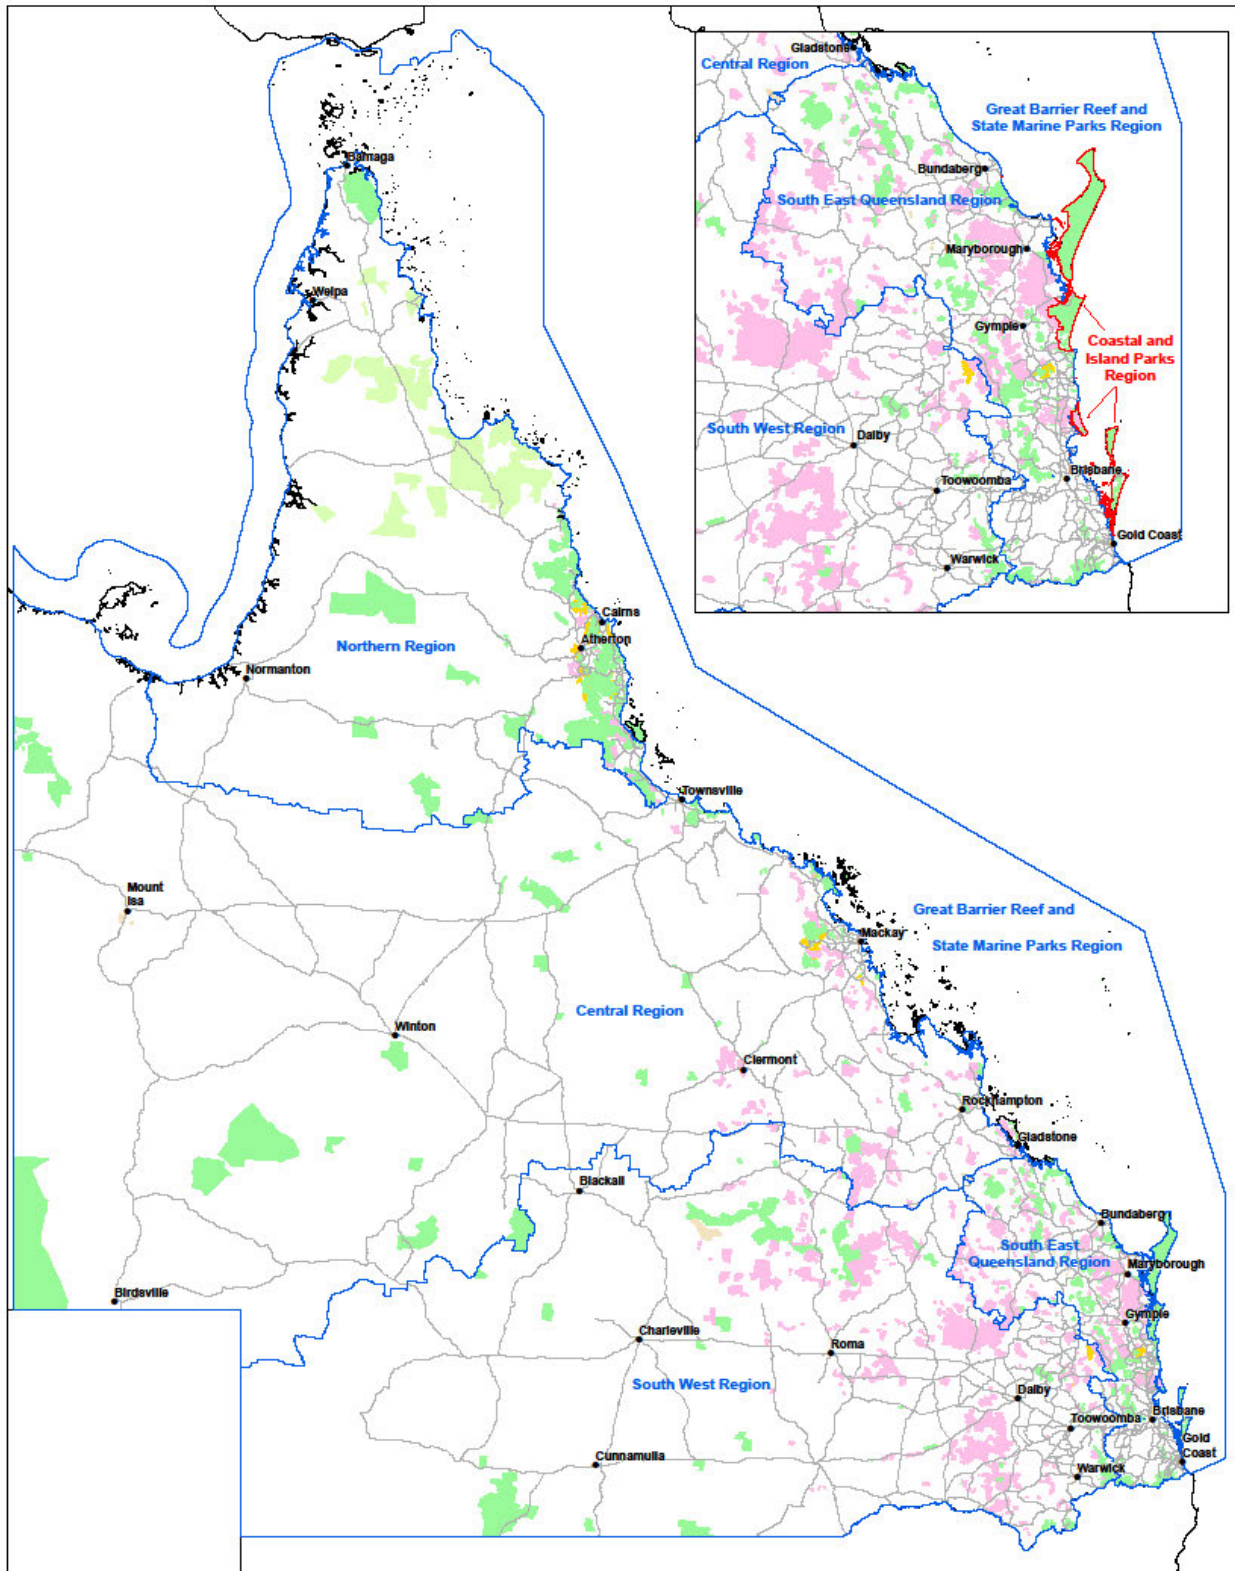 Bamaga
Weipa
Cairns
Atherton
Northern Region
Normanton
Townsville
Mount
Isa
Mackay
Great Barrier Reef and
State Marine Parks Region
Central Region
Winton
Clermont
Rockhampton
Gladstone
Blackall
Bundaberg
South East
Queensland Region
Maryborough
Birdsville
Gympie
Charleville
Roma
South West Region
Dalby
Toowoomba
Brisbane
Gold
Coast
Cunnamulla
Warwick
Gladstone
Central Region
Great Barrier Reef and
State Marine Parks Region
Bundaberg
South East Queensland Region
Maryborough
Gympie
Coastal and
Island Parks
Region
South West Region
Dalby
Toowoomba
Brisbane
Gold Coast
Warwick